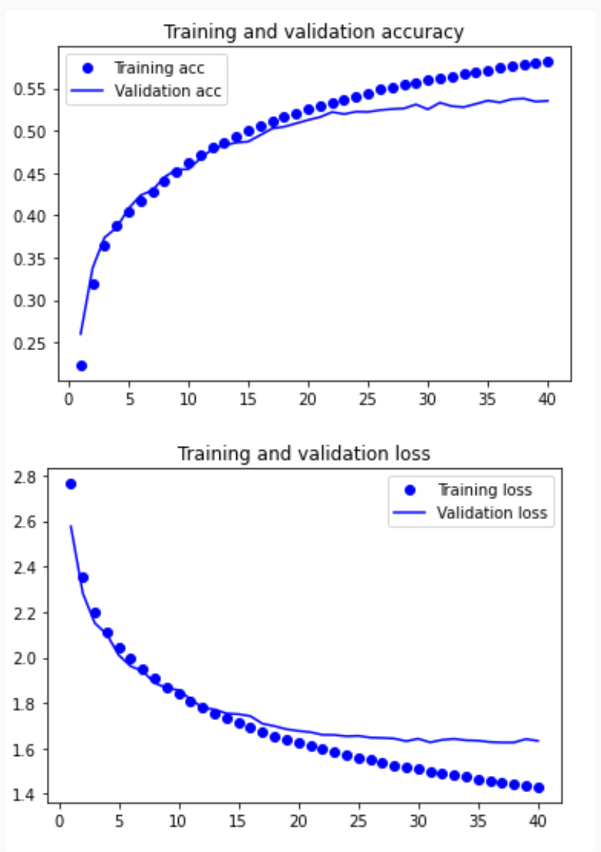 Training and validation accuracy
Training acc
Validation acc
0.55
0.50
0.45
0.40
0.35
0.30
0.25
0 5 10 15 20 25 30 35 40
Training and validation loss
2.8
Training loss
Validation loss
2.6
2.4
2.2
2.0
1.8
1.6
1.4
0 5 10 15 20 25 30 35 40